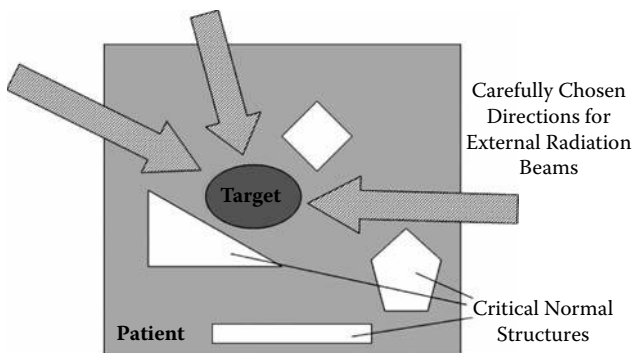 Carefully Chosen
Directions for
External Radiation
Beams
Target
Critical Normal
Structures
Patient